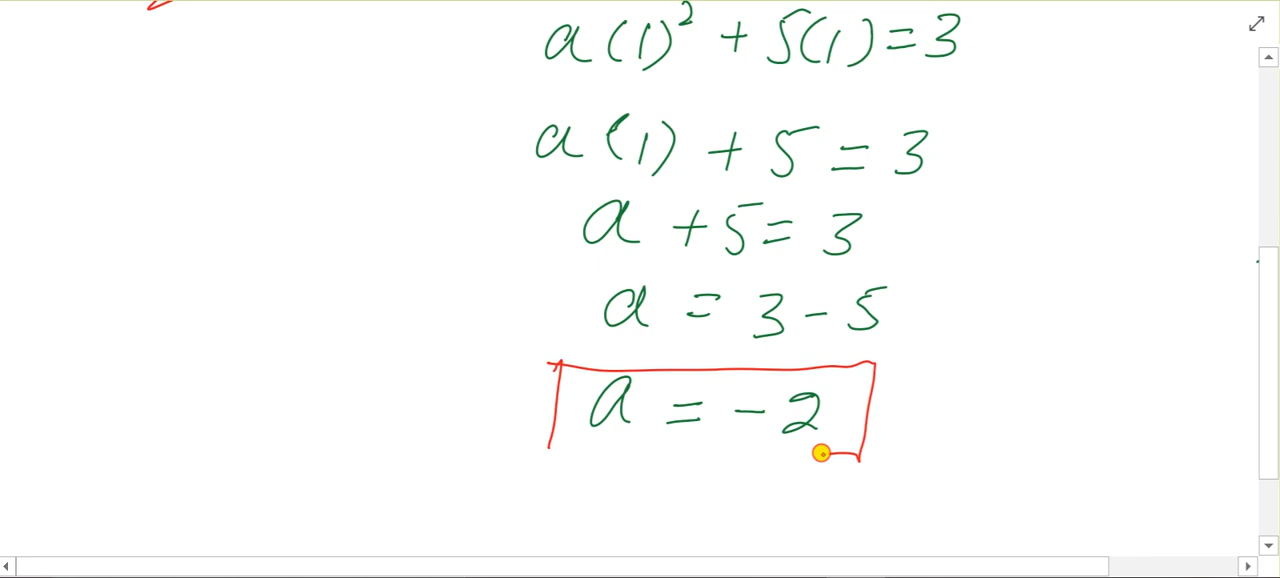 a(1)² + 5(1) = 3
a(1) + 5 = 3
a + 5 = 3
a = 3 - 5
a = -2